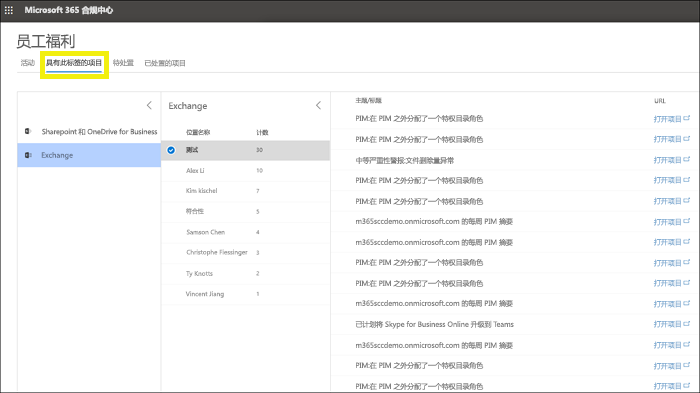 Microsoft 365 合规中心
员工福利
活动 具有此标签的项目 待处置 已处置的项目
Sharepoint 和 OneDrive for Business
Exchange
Exchange
位置名称 计数
测试 30
Alex Li 10
Kim kischel 7
符合性 5
Samson Chen 4
Christophe Fiessinger 3
Ty Knotts 2
Vincent Jiang 1
主题/标题 URL
PIM:在 PIM 之外分配了一个特权目录角色 打开项目
PIM:在 PIM 之外分配了一个特权目录角色 打开项目
中等严重性警报:文件删除量异常 打开项目
PIM:在 PIM 之外分配了一个特权目录角色 打开项目
PIM:在 PIM 之外分配了一个特权目录角色 打开项目
m365sccdemo.onmicrosoft.com 的每周 PIM 摘要 打开项目
m365sccdemo.onmicrosoft.com 的每周 PIM 摘要 打开项目
PIM:在 PIM 之外分配了一个特权目录角色 打开项目
PIM:在 PIM 之外分配了一个特权目录角色 打开项目
m365sccdemo.onmicrosoft.com 的每周 PIM 摘要 打开项目
已计划将 Skype for Business Online 升级到 Teams 打开项目
m365sccdemo.onmicrosoft.com 的每周 PIM 摘要 打开项目
PIM:在 PIM 之外分配了一个特权目录角色 打开项目
PIM:在 PIM 之外分配了一个特权目录角色 打开项目